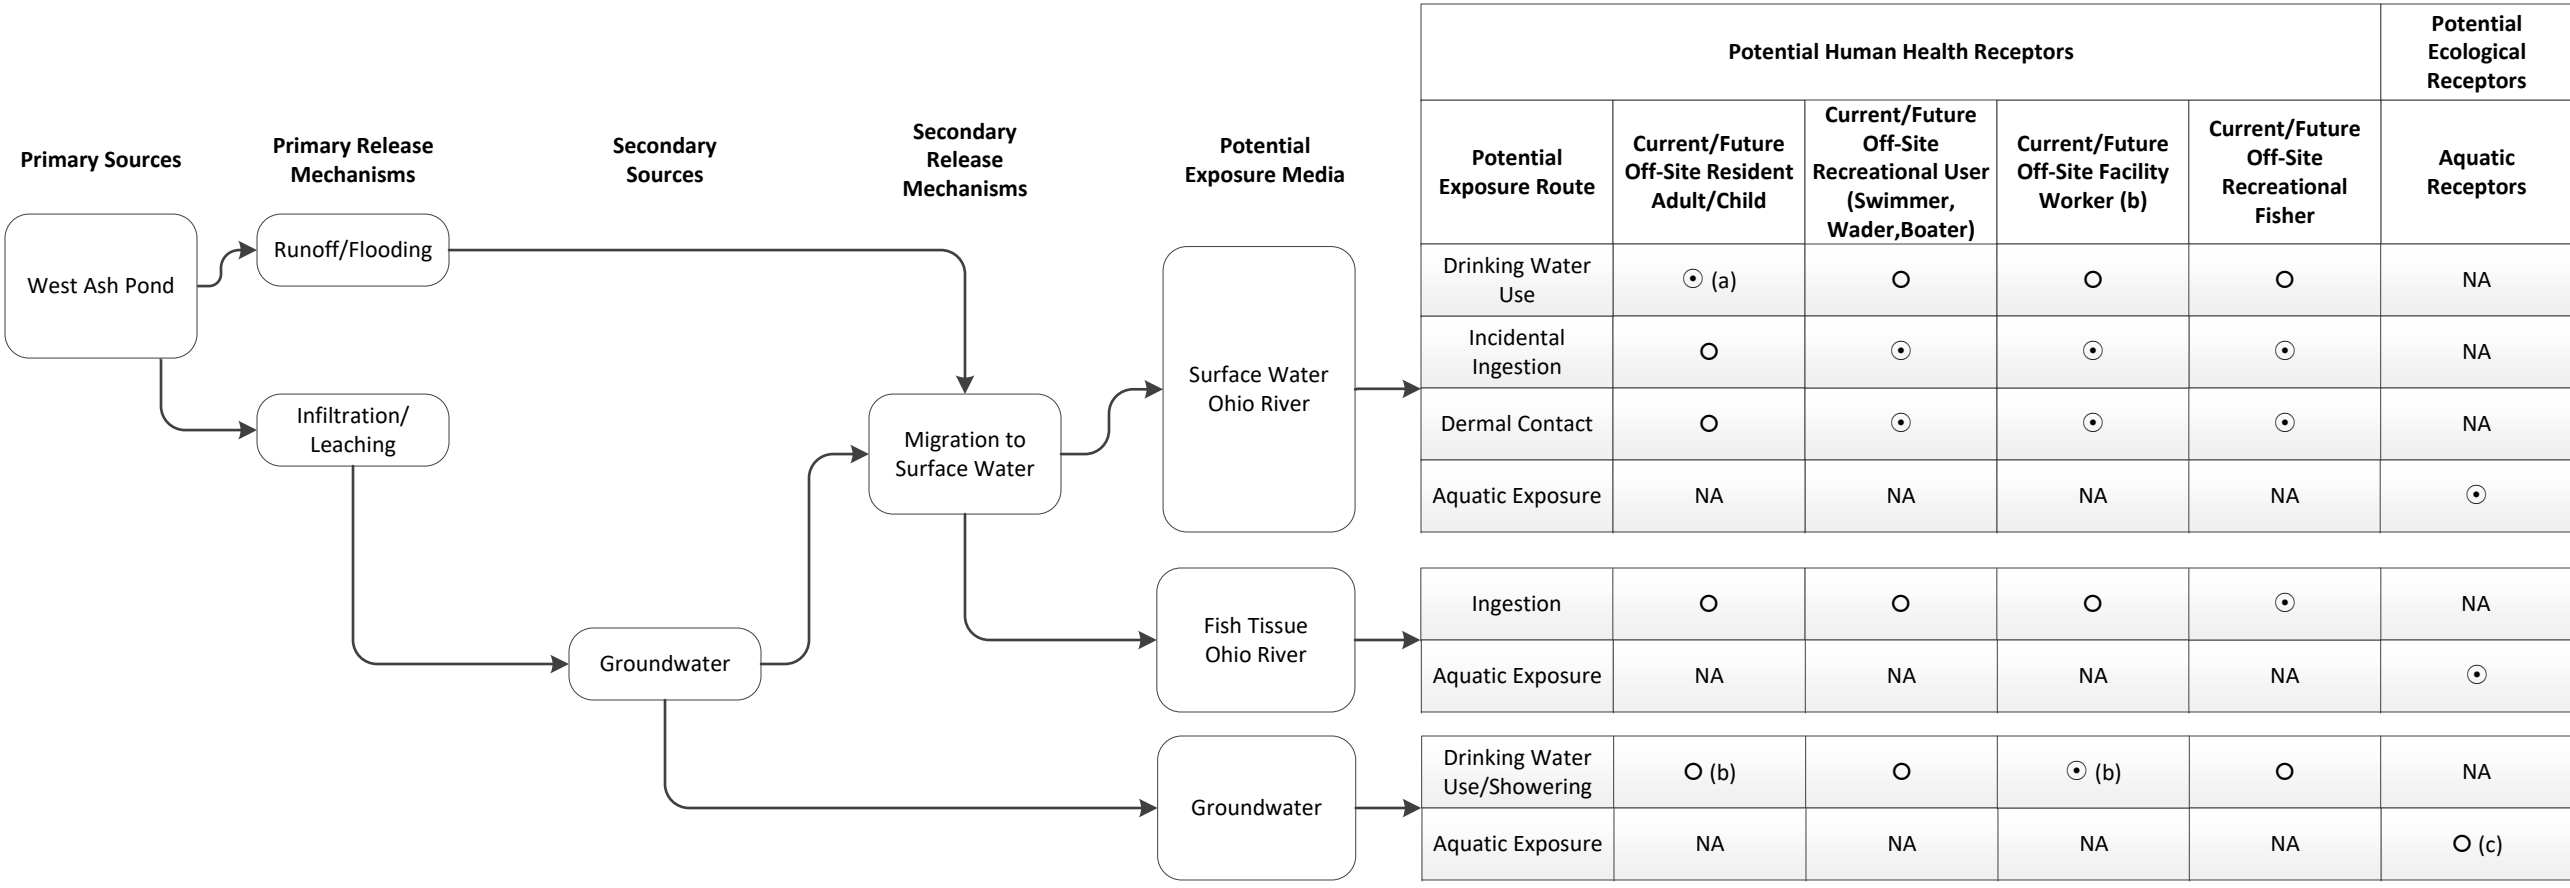 Primary Sources
Primary Release
Mechanisms
Secondary
Sources
Secondary
Release
Mechanisms
Potential
Exposure Media
West Ash Pond
Runoff/Flooding
Infiltration/
Leaching
Groundwater
Migration to
Surface Water
Surface Water
Ohio River
Fish Tissue
Ohio River
Groundwater
Potential Human Health Receptors
Potential
Ecological
Receptors
Potential
Exposure Route
Current/Future
Off-Site Resident
Adult/Child
Current/Future
Off-Site
Recreational User
(Swimmer,
Wader,Boater)
Current/Future
Off-Site Facility
Worker (b)
Current/Future
Off-Site
Recreational
Fisher
Aquatic
Receptors
Drinking Water
Use
☉ (a)
O
O
O
NA
Incidental
Ingestion
O
☉
☉
☉
NA
Dermal Contact
O
☉
☉
☉
NA
Aquatic Exposure
NA
NA
NA
NA
☉
Ingestion
O
O
O
☉
NA
Aquatic Exposure
NA
NA
NA
NA
☉
Drinking Water
Use/Showering
O (b)
O
☉ (b)
O
NA
Aquatic Exposure
NA
NA
NA
NA
O (c)